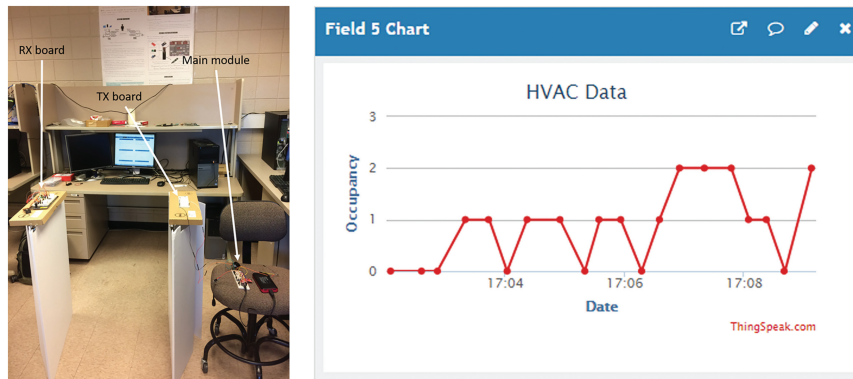 RX board
Main module
TX board
Field 5 Chart
HVAC Data
3
2
1
0
Occupancy
17:04
17:06
17:08
Date
ThingSpeak.com